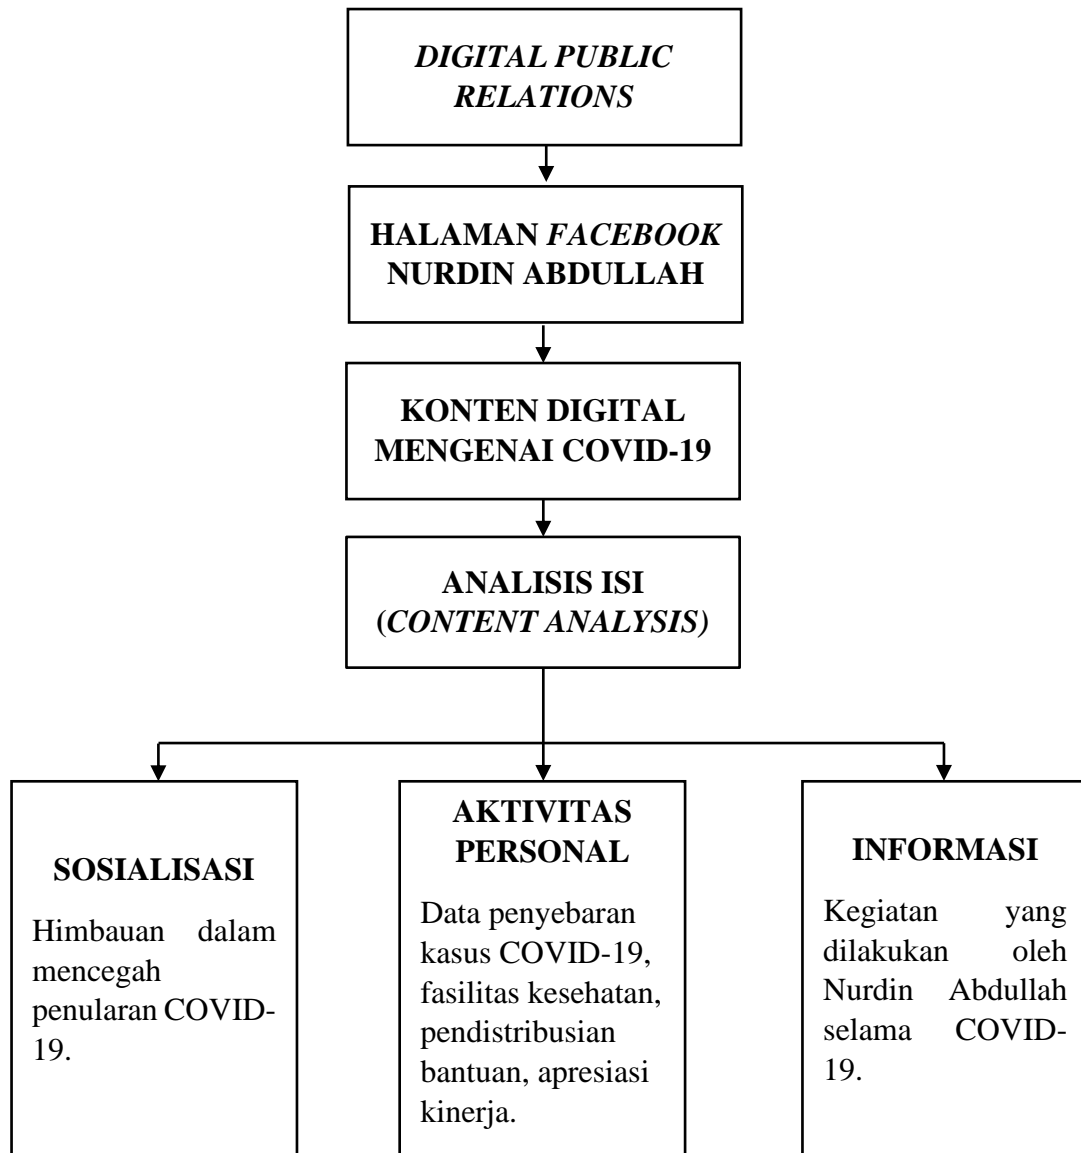 DIGITAL PUBLIC
RELATIONS
HALAMAN FACEBOOK
NURDIN ABDULLAH
KONTEN DIGITAL
MENGENAI COVID-19
ANALISIS ISI
(CONTENT ANALYSIS)
SOSIALISASI
Himbauan dalam
mencegah
penularan COVID-
19.
AKTIVITAS
PERSONAL
Data penyebaran
kasus COVID-19,
fasilitas kesehatan,
pendistribusian
bantuan, apresiasi
kinerja.
INFORMASI
Kegiatan yang
dilakukan oleh
Nurdin Abdullah
selama COVID-
19.